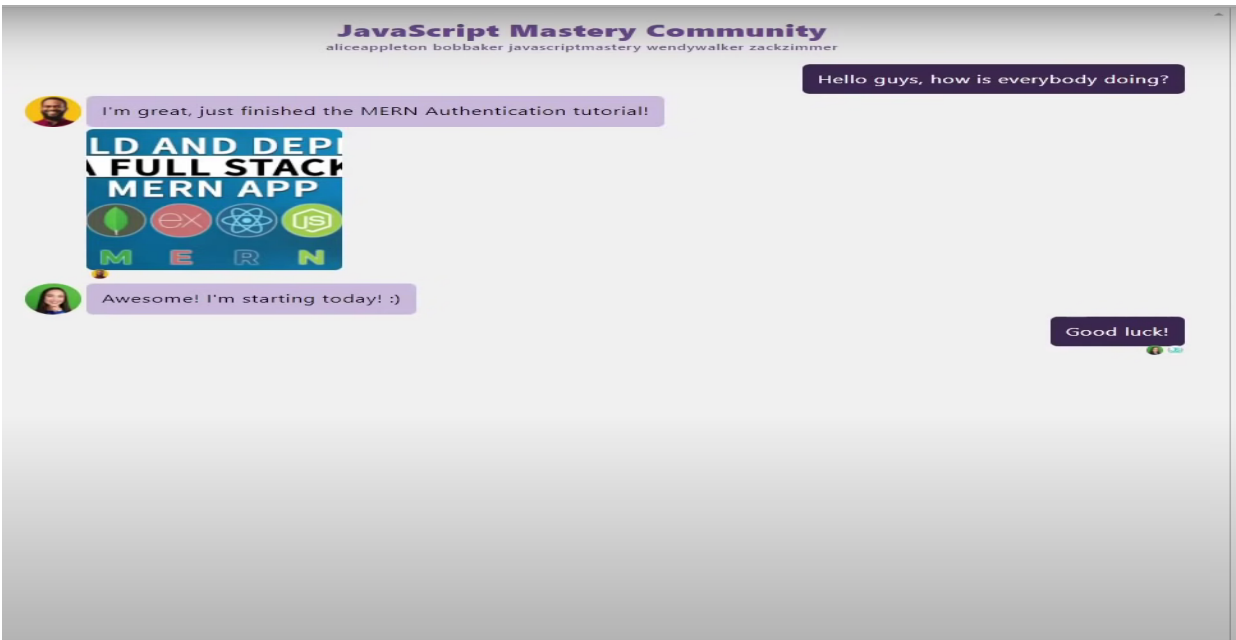 JavaScript Mastery Community
aliceappleton bobbaker javascriptmastery wendywalker zackzimmer
Hello guys, how is everybody doing?
I'm great, just finished the MERN Authentication tutorial!
LD AND DEP
A FULL STACK
MERN APP
ex
JS
M E R N
Awesome! I'm starting today! :)
Good luck!